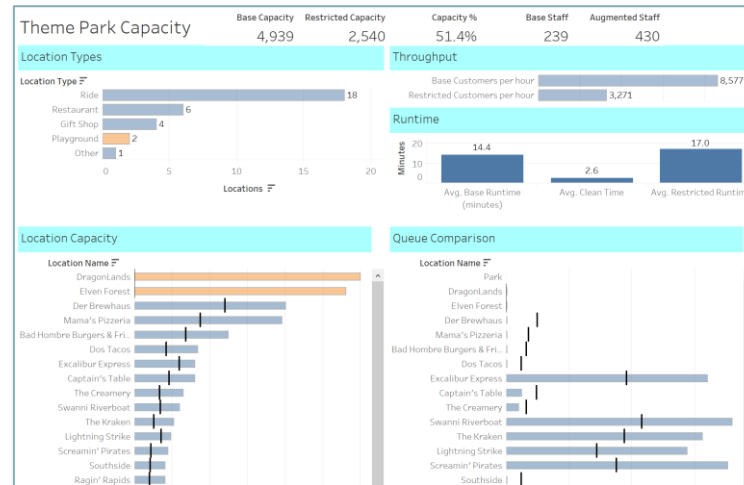 Theme Park Capacity
Base Capacity Restricted Capacity Capacity % Base Staff Augmented Staff
4,939 2,540 51.4% 239 430
Location Types
Location Type
Ride 18
Restaurant 6
Gift Shop 4
Playground 2
Other 1
0 5 10 15 20
Locations
Throughput
Base Customers per hour 8,577
Restricted Customers per hour 3,271
Runtime
Minutes
20
10
0
14.4 2.6 17.0
Avg. Base Runtime (minutes)
Avg. Clean Time
Avg. Restricted Runtim
Location Capacity
Location Name
DragonLands
Elven Forest
Der Brewhaus
Mama's Pizzeria
Bad Hombre Burgers & Fri..
Dos Tacos
Excalibur Express
Captain's Table
The Creamery
Swanni Riverboat
The Kraken
Lightning Strike
Screamin' Pirates
Southside
Ragin' Rapids
Queue Comparison
Location Name
Park
DragonLands
Elven Forest
Der Brewhaus
Mama's Pizzeria
Bad Hombre Burgers & Fri..
Dos Tacos
Excalibur Express
Captain's Table
The Creamery
Swanni Riverboat
The Kraken
Lightning Strike
Screamin' Pirates
Southside